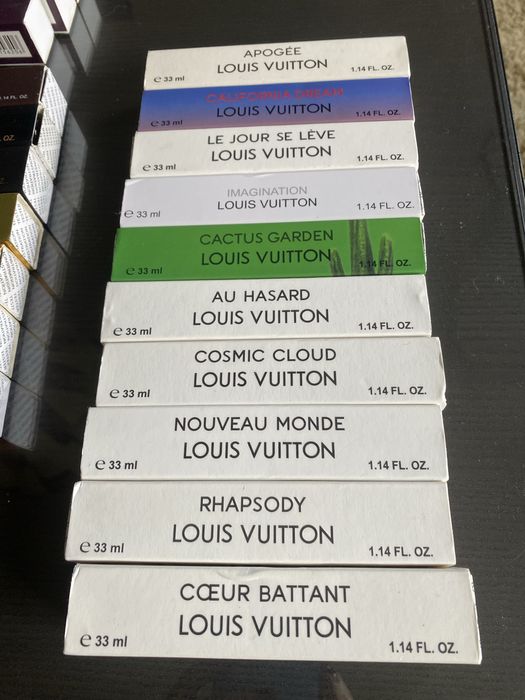 APOGÉE
LOUIS VUITTON
e 33 ml
1.14 FL. OZ.
CALIFORNIA DREAM
LOUIS VUITTON
e 33 ml
1.14 FL. OZ.
LE JOUR SE LÈVE
LOUIS VUITTON
e 33 ml
1.14 FL. OZ.
IMAGINATION
LOUIS VUITTON
e 33 ml
1.14 FL. OZ.
CACTUS GARDEN
LOUIS VUITTON
e 33 ml
1.14 FL. OZ.
AU HASARD
LOUIS VUITTON
e 33 ml
1.14 FL. OZ.
COSMIC CLOUD
LOUIS VUITTON
e 33 ml
1.14 FL. OZ.
NOUVEAU MONDE
LOUIS VUITTON
e 33 ml
1.14 FL. OZ.
RHAPSODY
LOUIS VUITTON
e 33 ml
1.14 FL. OZ.
CŒUR BATTANT
LOUIS VUITTON
e 33 ml
1.14 FL. OZ.